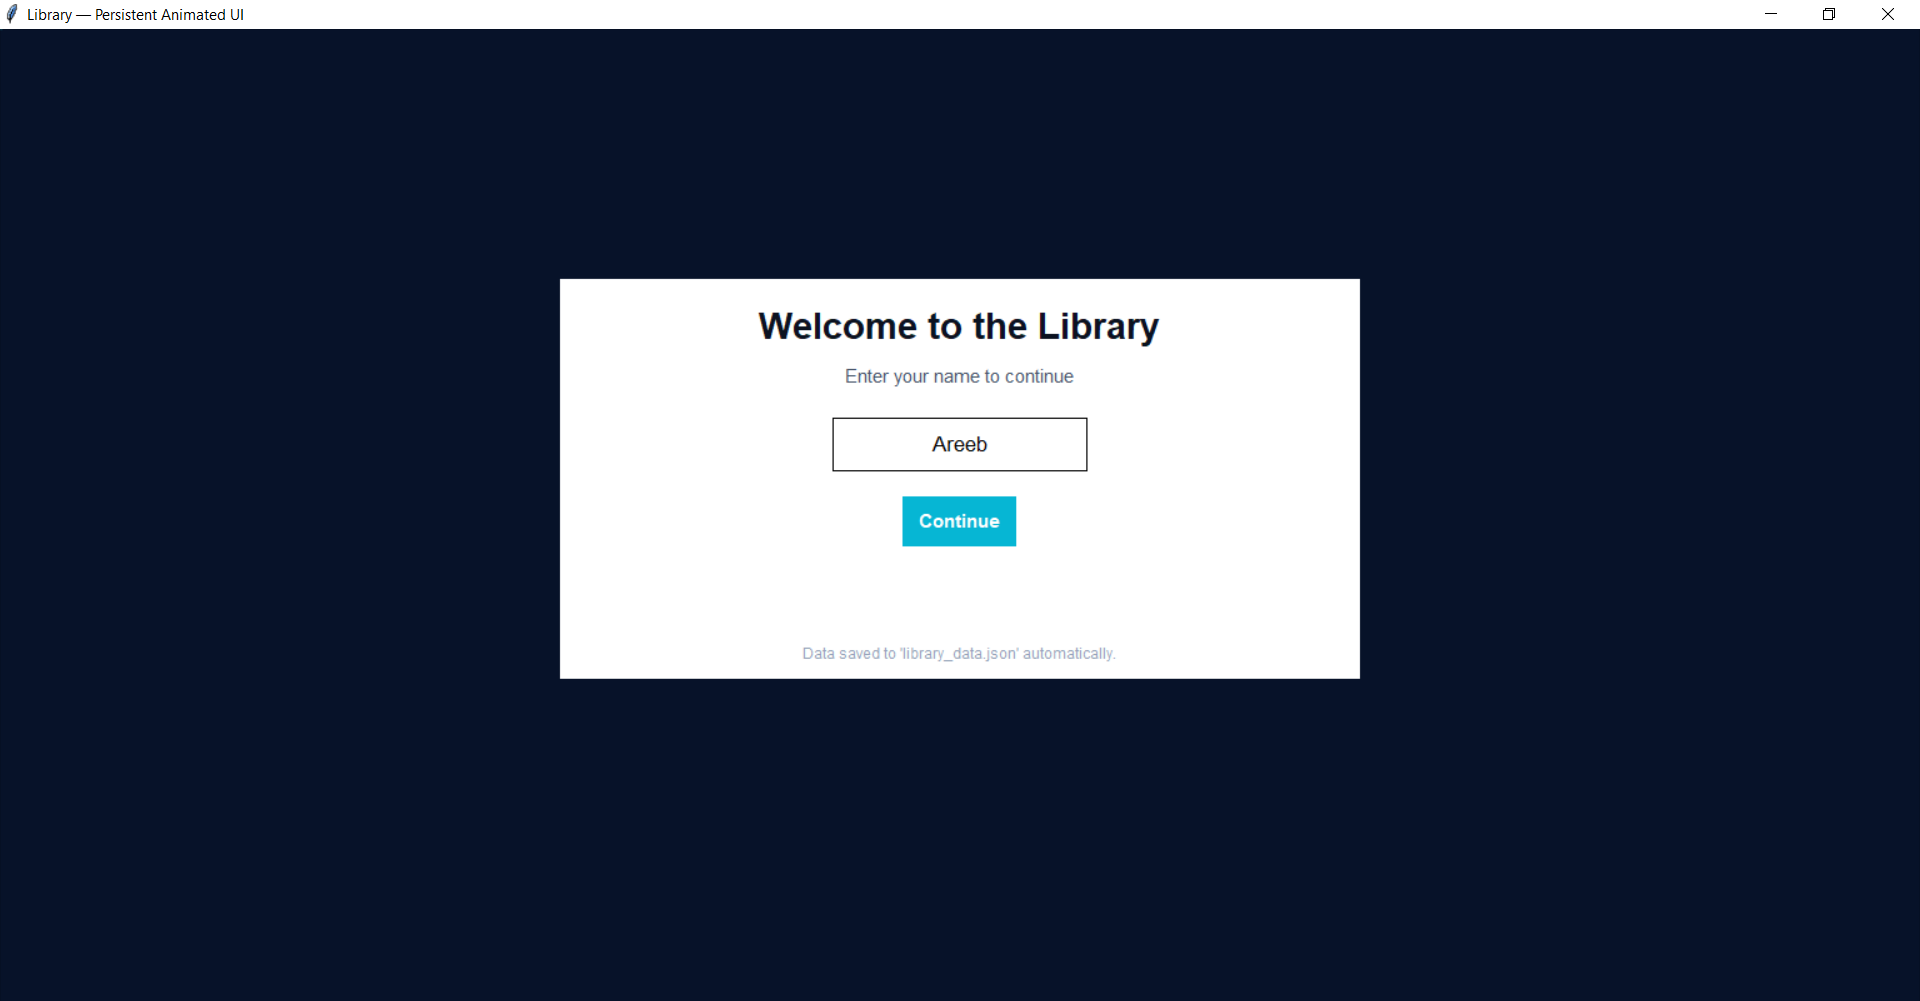 Library — Persistent Animated UI
Welcome to the Library
Enter your name to continue
Areeb
Continue
Data saved to 'library_data.json' automatically.